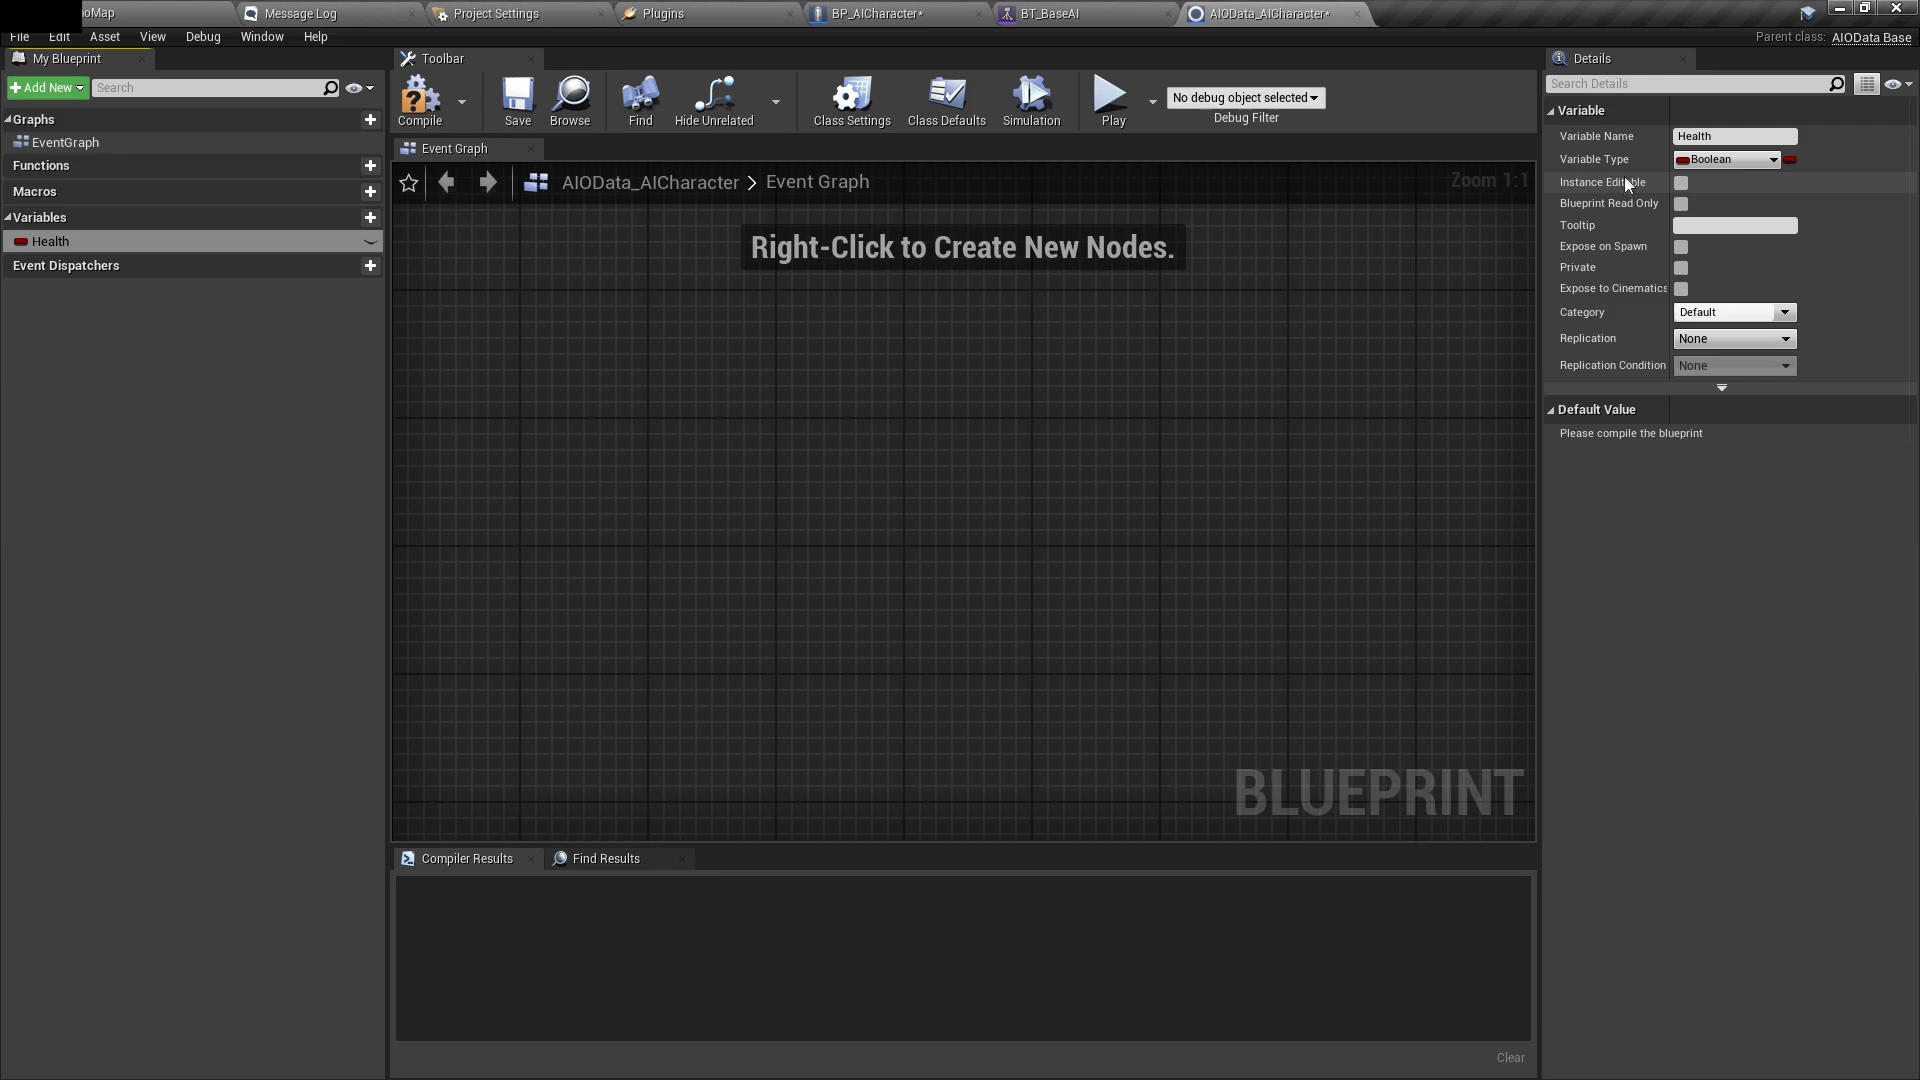 oMap
Message Log
Project Settings
Plugins
BP_AICharacter*
BT_BaseAI
AIOData_AICharacter*
File Edit Asset View Debug Window Help
Parent class: AIOData Base
My Blueprint
Add New
Search
Graphs
EventGraph
Functions
Macros
Variables
Health
Event Dispatchers
Toolbar
Compile
Save
Browse
Find
Hide Unrelated
Class Settings
Class Defaults
Simulation
Play
No debug object selected
Debug Filter
Event Graph
AIOData_AICharacter > Event Graph
Zoom 1:1
Right-Click to Create New Nodes.
BLUEPRINT
Compiler Results
Find Results
Clear
Details
Search Details
Variable
Variable Name Health
Variable Type Boolean
Instance Editable
Blueprint Read Only
Tooltip
Expose on Spawn
Private
Expose to Cinematics
Category Default
Replication None
Replication Condition None
Default Value
Please compile the blueprint